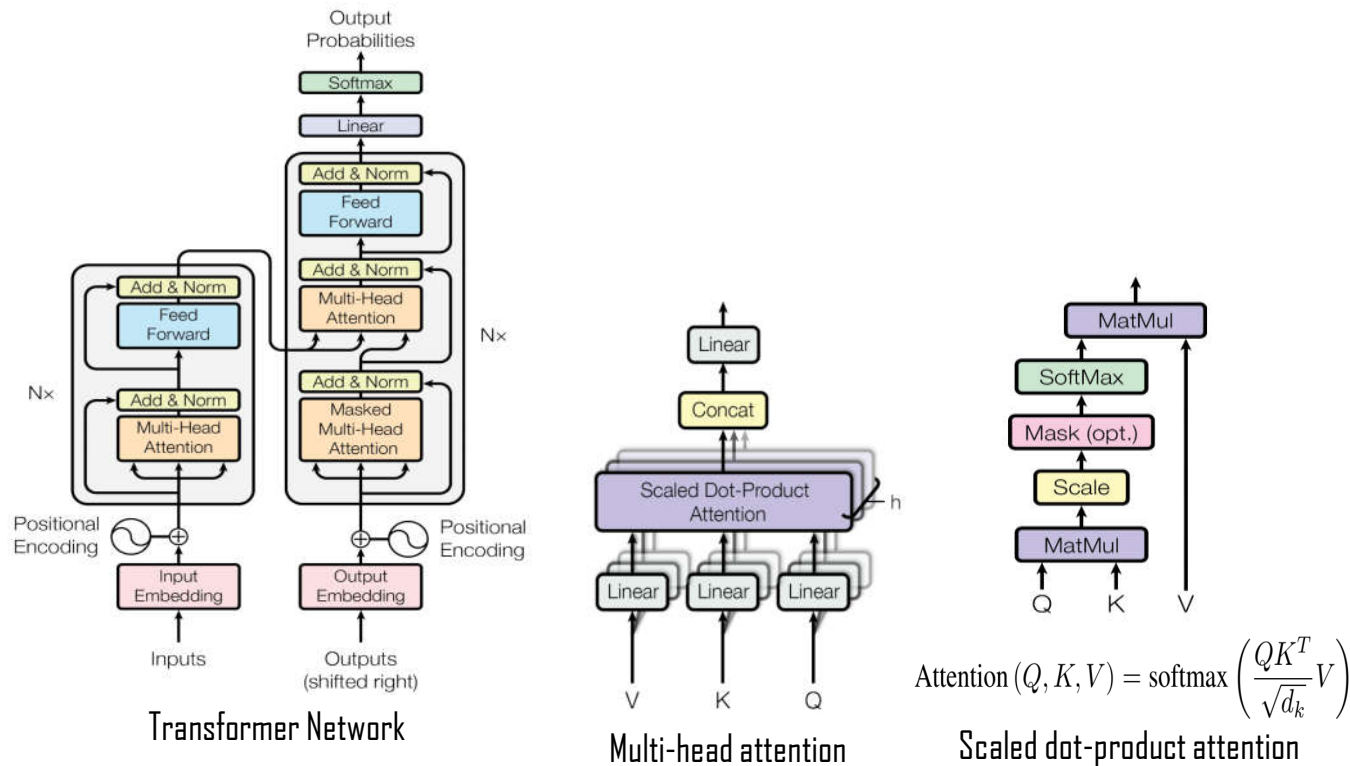 Output
Probabilities
Softmax
Linear
Add & Norm
Feed
Forward
Add & Norm
Multi-Head
Attention
Nx
Add & Norm
Masked
Multi-Head
Attention
Add & Norm
Feed
Forward
Nx
Add & Norm
Multi-Head
Attention
Positional
Encoding
Positional
Encoding
Input
Embedding
Output
Embedding
Inputs
Outputs
(shifted right)
Transformer Network
Linear
Concat
Scaled Dot-Product
Attention
h
Linear
Linear
Linear
V
K
Q
Multi-head attention
MatMul
SoftMax
Mask (opt.)
Scale
MatMul
Q
K
V
Attention (Q, K, V) = softmax (QK^T / √d_k V)
Scaled dot-product attention